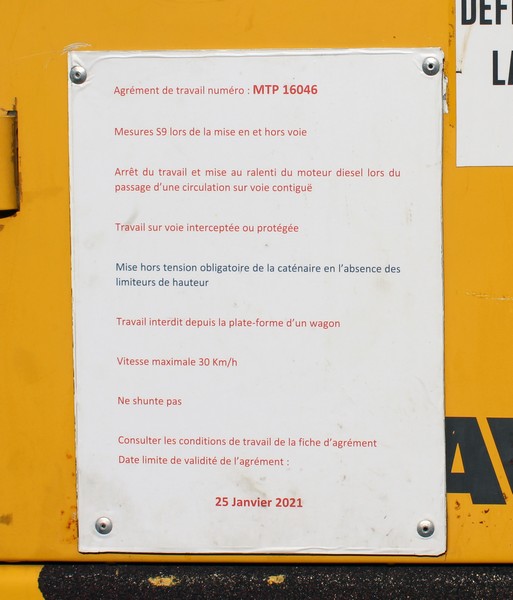 DÉFE
LA
Agrément de travail numéro : MTP 16046
Mesures S9 lors de la mise en et hors voie
Arrêt du travail et mise au ralenti du moteur diesel lors du
passage d'une circulation sur voie contiguë
Travail sur voie interceptée ou protégée
Mise hors tension obligatoire de la caténaire en l'absence des
limiteurs de hauteur
Travail interdit depuis la plate-forme d'un wagon
Vitesse maximale 30 Km/h
Ne shunte pas
Consulter les conditions de travail de la fiche d'agrément
Date limite de validité de l'agrément :
25 Janvier 2021